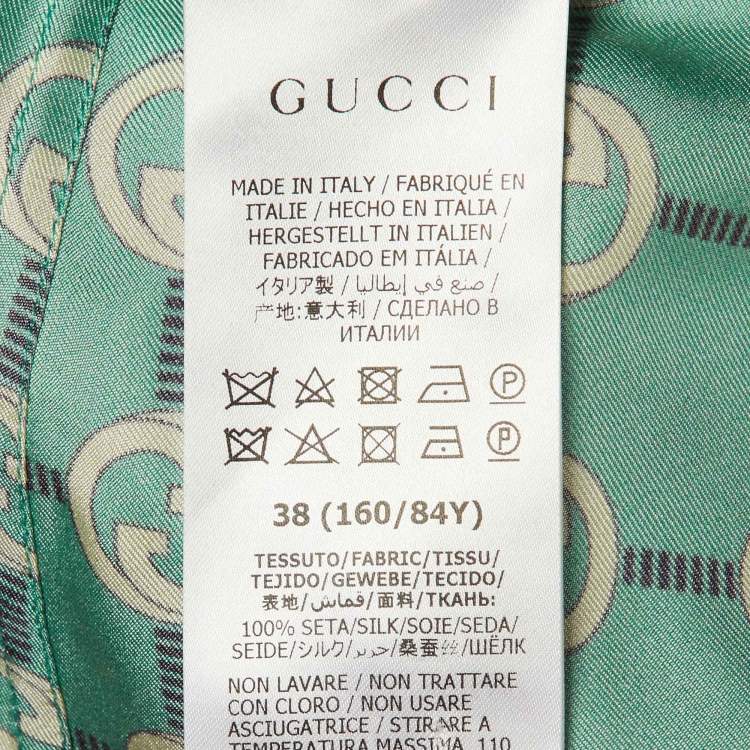 GUCCI
MADE IN ITALY / FABRIQUÉ EN
ITALIE / HECHO EN ITALIA /
HERGESTELLT IN ITALIEN /
FABRICADO EM ITÁLIA /
イタリア製 / صنع في إيطاليا /
产地:意大利 / СДЕЛАНО В
ИТАЛИИ
P
P
38 (160/84Y)
TESSUTO/FABRIC/TISSU/
TEJIDO/GEWEBE/TECIDO/
表地/قماش/面料/ТКАНЬ:
100% SETA/SILK/SOIE/SEDA/
SEIDE/シルク/حرير/桑蚕丝/ШЁЛК
NON LAVARE / NON TRATTARE
CON CLORO / NON USARE
ASCIUGATRICE / STIRARE A
TEMPERATURA MASSIMA 110